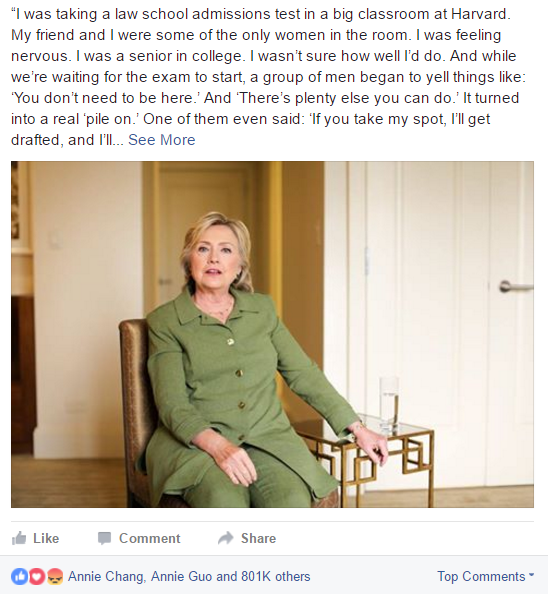 “I was taking a law school admissions test in a big classroom at Harvard.
My friend and I were some of the only women in the room. I was feeling
nervous. I was a senior in college. I wasn’t sure how well I’d do. And while
we’re waiting for the exam to start, a group of men began to yell things like:
‘You don’t need to be here.’ And ‘There’s plenty else you can do.’ It turned
into a real ‘pile on.’ One of them even said: ‘If you take my spot, I’ll get
drafted, and I’ll... See More
Like Comment Share
Annie Chang, Annie Guo and 801K others Top Comments